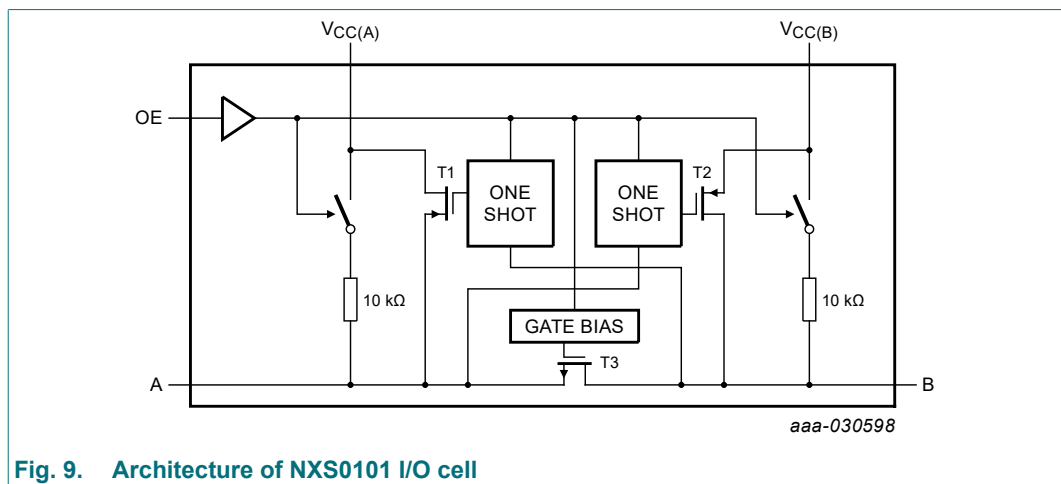 VCC(A)
VCC(B)
OE
T1
ONE
SHOT
ONE
SHOT
T2
10 kΩ
10 kΩ
GATE BIAS
T3
A
B
aaa-030598
Fig. 9. Architecture of NXS0101 I/O cell